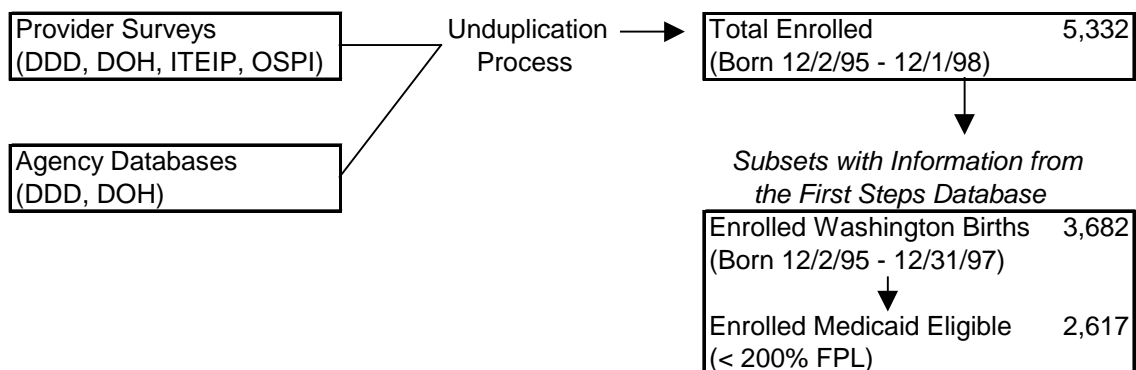 Provider Surveys
(DDD, DOH, ITEIP, OSPI)
Agency Databases
(DDD, DOH)
Unduplication
Process
Total Enrolled 5,332
(Born 12/2/95 - 12/1/98)
Subsets with Information from
the First Steps Database
Enrolled Washington Births 3,682
(Born 12/2/95 - 12/31/97)
Enrolled Medicaid Eligible 2,617
(< 200% FPL)